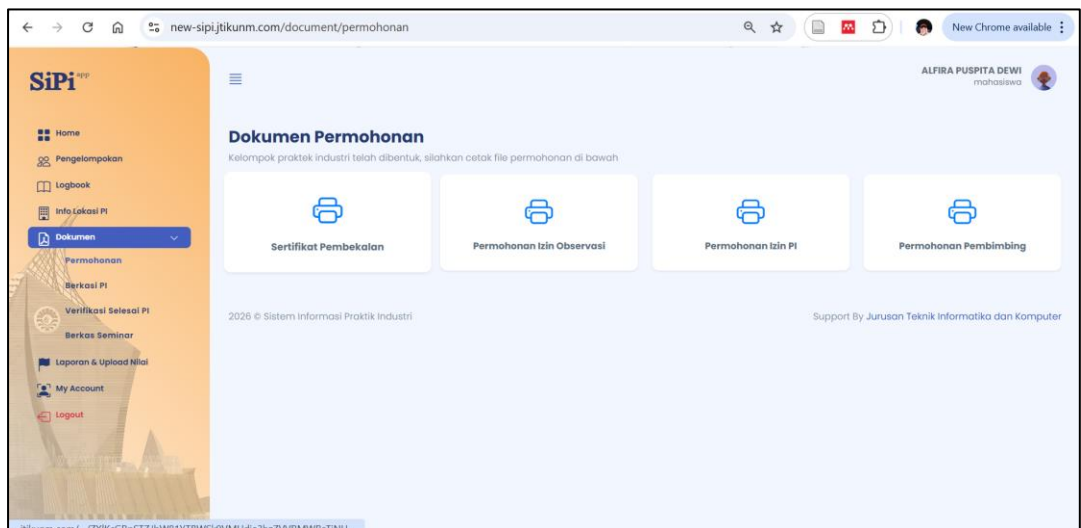 new-sipi.jtikunm.com/document/permohonan
New Chrome available
SiPi app
ALFIRA PUSPITA DEWI
mahasiswa
Home
Pengelompokan
Logbook
Info Lokasi PI
Dokumen
Permohonan
Berkasi PI
Verifikasi Selesai PI
Berkas Seminar
Laporan & Upload Nilai
My Account
Logout
Dokumen Permohonan
Kelompok praktek industri telah dibentuk, silahkan cetak file permohonan di bawah
Sertifikat Pembekalan
Permohonan Izin Observasi
Permohonan Izin PI
Permohonan Pembimbing
2026 © Sistem Informasi Praktik Industri
Support By Jurusan Teknik Informatika dan Komputer